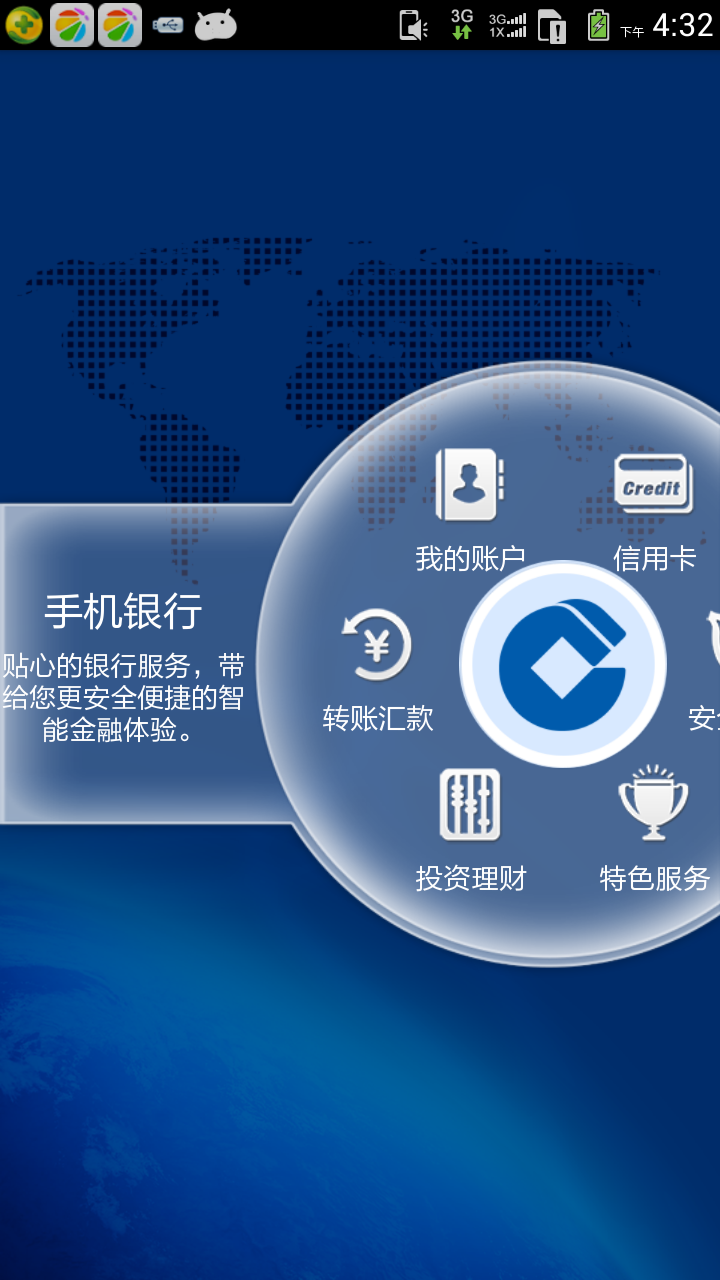 3G
3G
1X
下午 4:32
我的账户
信用卡
Credit
手机银行
贴心的银行服务，带
给您更安全便捷的智
能金融体验。
转账汇款
安
投资理财
特色服务